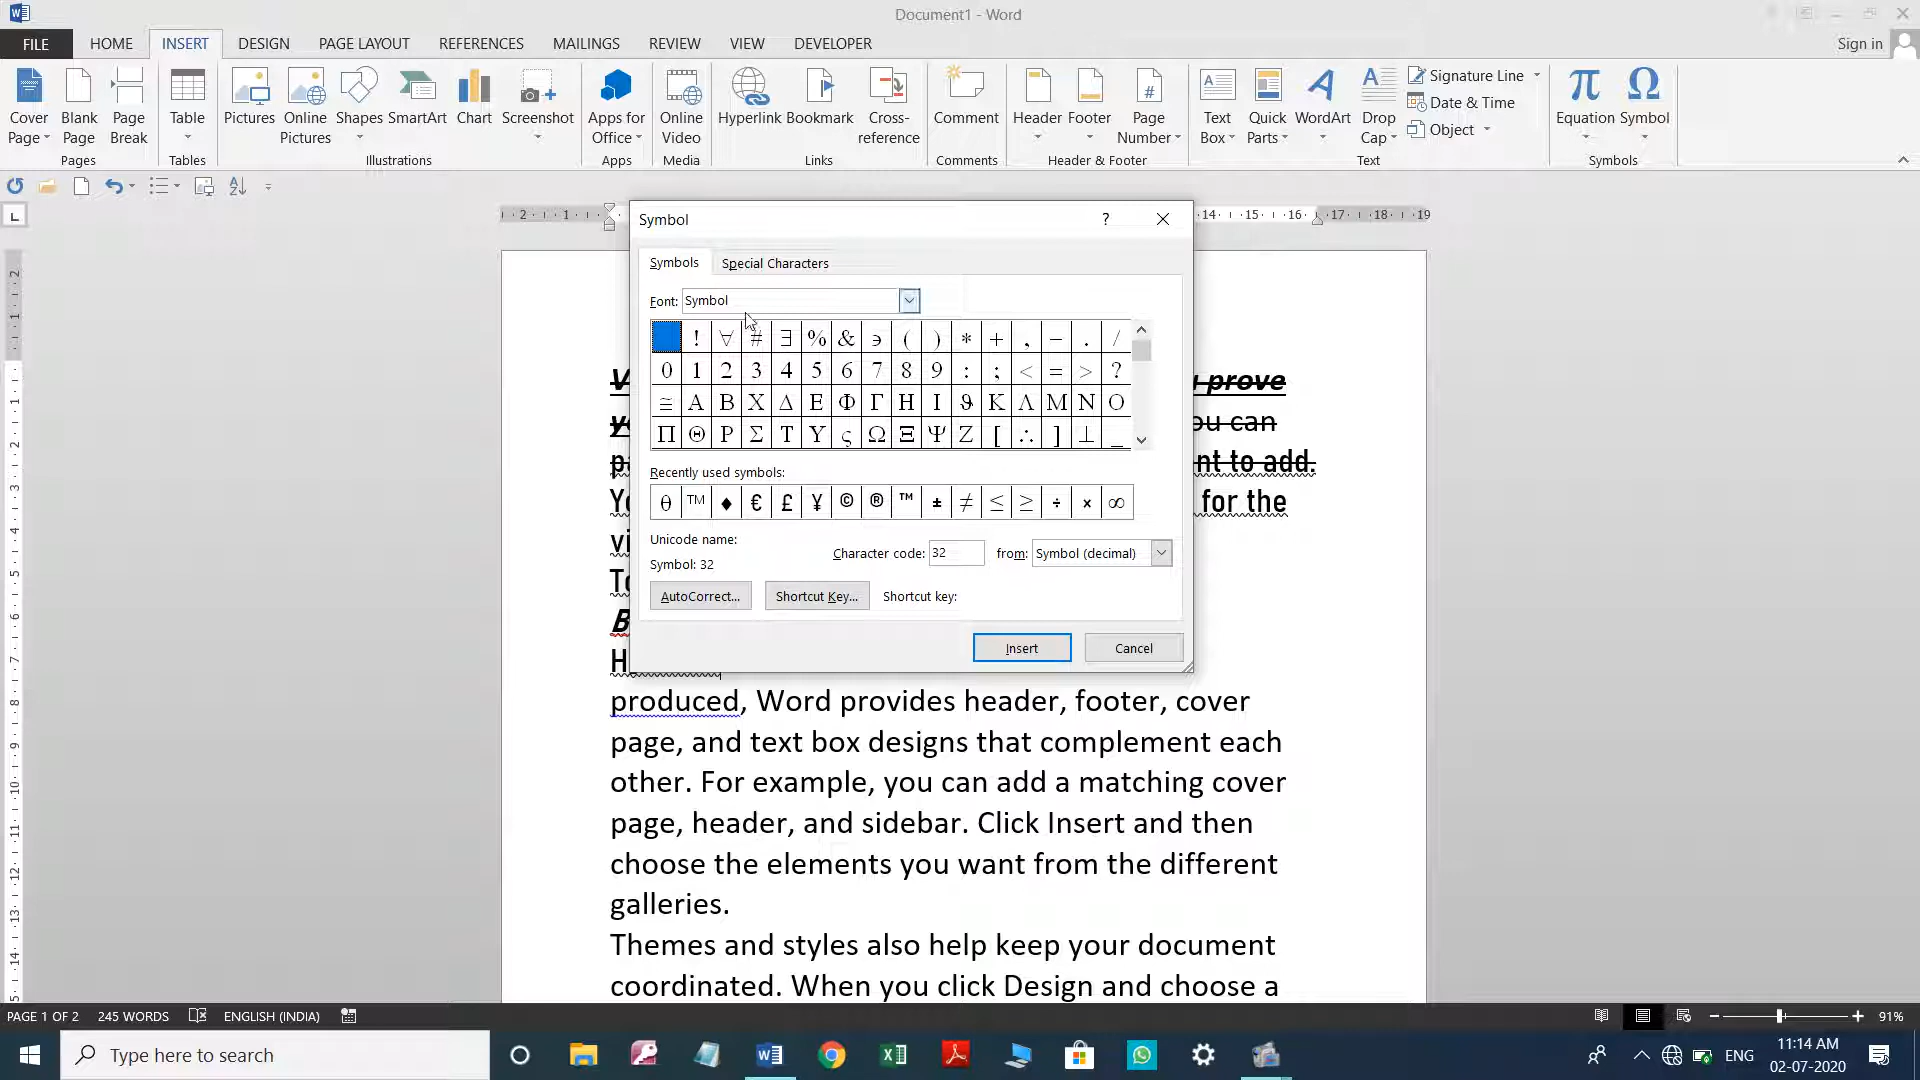 Document1 - Word
FILE HOME INSERT DESIGN PAGE LAYOUT REFERENCES MAILINGS REVIEW VIEW DEVELOPER Sign in
Cover Page
Blank Page
Page Break
Pages
Table
Tables
Pictures
Online Pictures
Shapes
SmartArt
Chart
Screenshot
Illustrations
Apps for Office
Apps
Online Video
Media
Hyperlink
Bookmark
Cross-reference
Links
Comment
Comments
Header
Footer
Page Number
Header & Footer
Text Box
Quick Parts
WordArt
Drop Cap
Signature Line
Date & Time
Object
Text
Equation
Symbol
Symbols
Symbol ? ×
Symbols Special Characters
Font: Symbol
! ∀ # ∃ % & ∍ ( ) ∗ + , − . /
0 1 2 3 4 5 6 7 8 9 : ; < = > ?
≅ Α Β Χ Δ Ε Φ Γ Η Ι ϑ Κ Λ Μ Ν Ο
Π Θ Ρ Σ Τ Υ ς Ω Ξ Ψ Ζ [ ∴ ] ⊥ _
Recently used symbols:
θ ™ ♦ € £ ¥ © ® ™ ± ≠ ≤ ≥ ÷ × ∞
Unicode name:
Symbol: 32
Character code: 32 from: Symbol (decimal)
AutoCorrect... Shortcut Key... Shortcut key:
Insert Cancel
prove
can
nt to add.
for the
produced, Word provides header, footer, cover
page, and text box designs that complement each
other. For example, you can add a matching cover
page, header, and sidebar. Click Insert and then
choose the elements you want from the different
galleries.
Themes and styles also help keep your document
coordinated. When you click Design and choose a
PAGE 1 OF 2 245 WORDS ENGLISH (INDIA) 91%
Type here to search
ENG
11:14 AM
02-07-2020